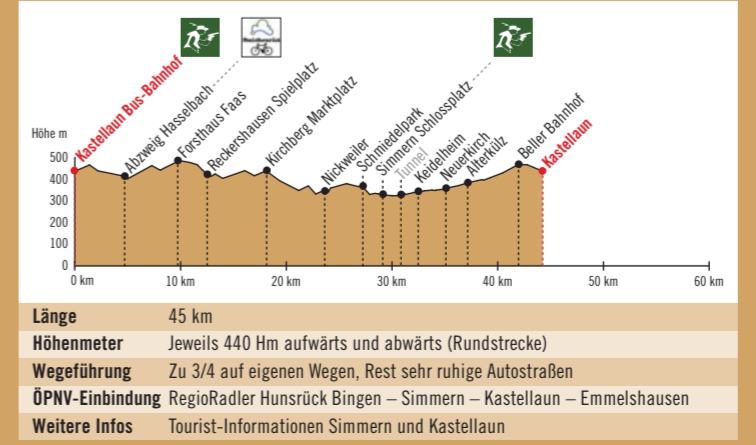 Kastellaun Bus-Bahnhof
Abzweig Hasselbach
Forsthaus Faas
Reckershausen Spielplatz
Kirchberg Marktplatz
Nickweiler
Schmiedelpark
Simmern Schlossplatz
Tunnel
Keidelheim
Neuerkirch
Alterkülz
Beller Bahnhof
Kastellaun
Höhe m
500
400
300
200
100
0
0 km
10 km
20 km
30 km
40 km
50 km
60 km
Länge 45 km
Höhenmeter Jeweils 440 Hm aufwärts und abwärts (Rundstrecke)
Wegeführung Zu 3/4 auf eigenen Wegen, Rest sehr ruhige Autostraßen
ÖPNV-Einbindung RegioRadler Hunsrück Bingen – Simmern – Kastellaun – Emmelshausen
Weitere Infos Tourist-Informationen Simmern und Kastellaun